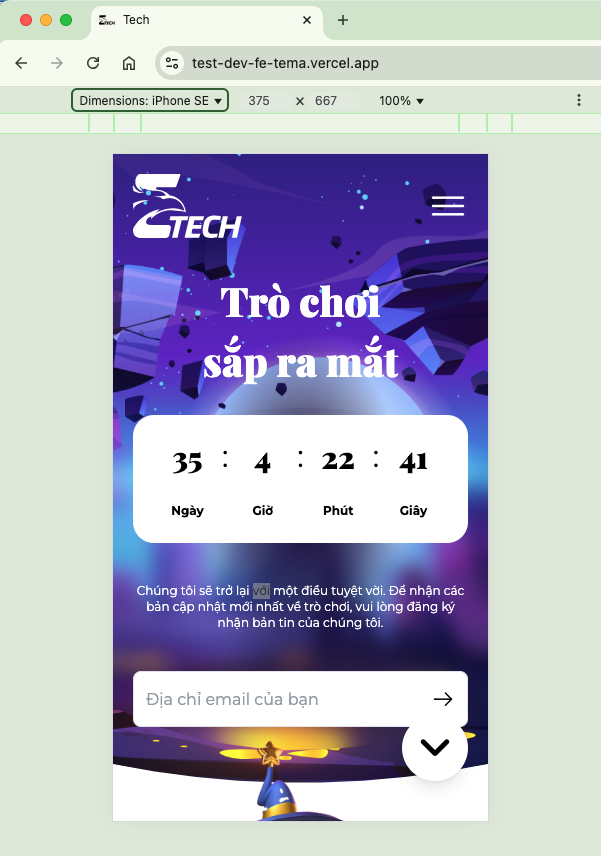 Tech
test-dev-fe-tema.vercel.app
Dimensions: iPhone SE 375 × 667 100%
TECH
Trò chơi
sắp ra mắt
35 : 4 : 22 : 41
Ngày Giờ Phút Giây
Chúng tôi sẽ trở lại với một điều tuyệt vời. Để nhận các
bản cập nhật mới nhất về trò chơi, vui lòng đăng ký
nhận bản tin của chúng tôi.
Địa chỉ email của bạn